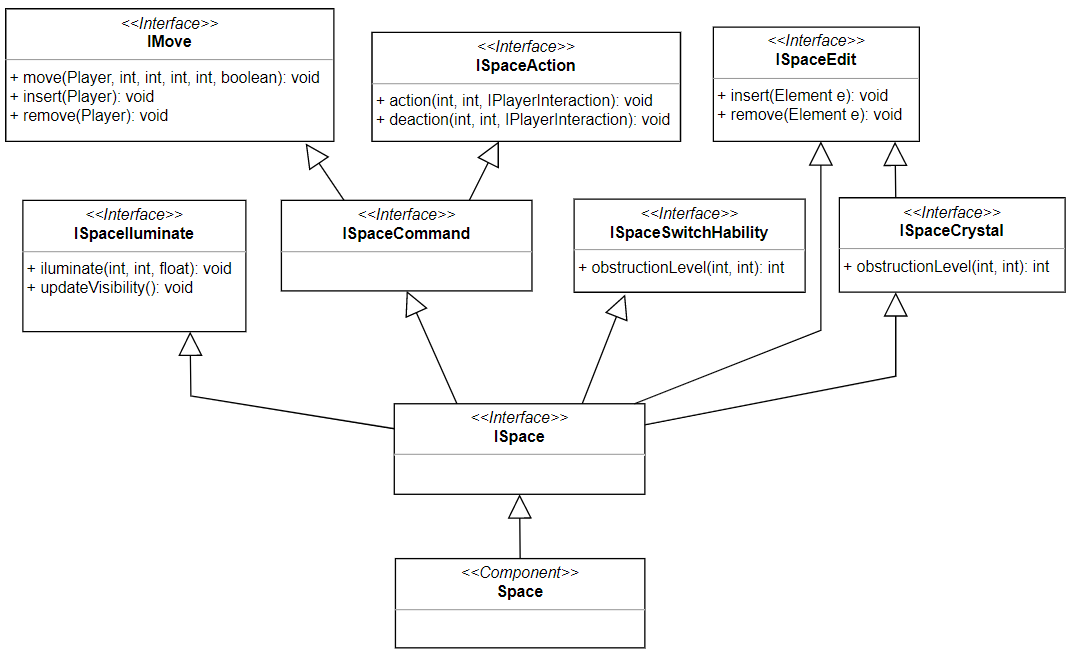 <<Interface>>
IMove
+ move(Player, int, int, int, int, boolean): void
+ insert(Player): void
+ remove(Player): void
<<Interface>>
ISpaceAction
+ action(int, int, IPlayerInteraction): void
+ deaction(int, int, IPlayerInteraction): void
<<Interface>>
ISpaceEdit
+ insert(Element e): void
+ remove(Element e): void
<<Interface>>
ISpaceIluminate
+ iluminate(int, int, float): void
+ updateVisibility(): void
<<Interface>>
ISpaceCommand
<<Interface>>
ISpaceSwitchHability
+ obstructionLevel(int, int): int
<<Interface>>
ISpaceCrystal
+ obstructionLevel(int, int): int
<<Interface>>
ISpace
<<Component>>
Space